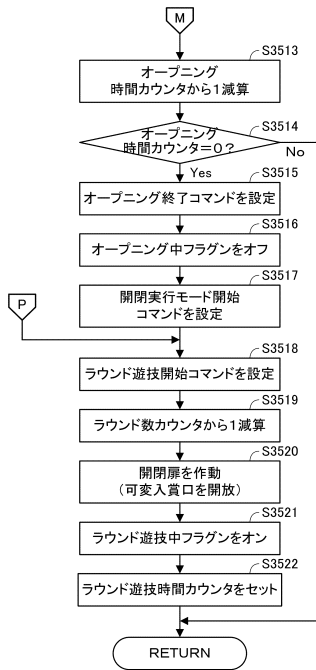 M
S3513
オープニング
時間カウンタから1減算
S3514
オープニング
時間カウンタ=0?
No
Yes
S3515
オープニング終了コマンドを設定
S3516
オープニング中フラグンをオフ
S3517
開閉実行モード開始
コマンドを設定
P
S3518
ラウンド遊技開始コマンドを設定
S3519
ラウンド数カウンタから1減算
S3520
開閉扉を作動
(可変入賞口を開放)
S3521
ラウンド遊技中フラグンをオン
S3522
ラウンド遊技時間カウンタをセット
RETURN